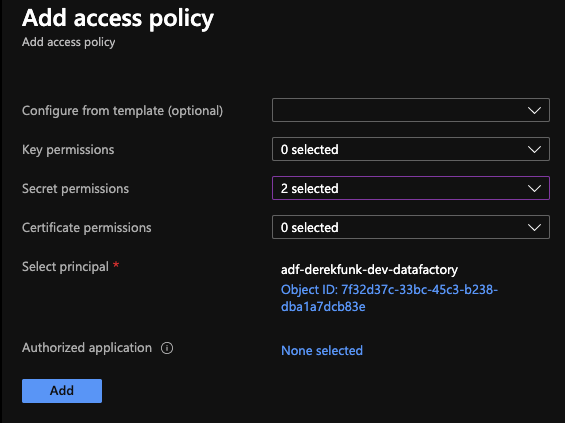 Add access policy
Add access policy
Configure from template (optional)
Key permissions 0 selected
Secret permissions 2 selected
Certificate permissions 0 selected
Select principal * adf-derekfunk-dev-datafactory
Object ID: 7f32d37c-33bc-45c3-b238-
dba1a7dcb83e
Authorized application None selected
Add